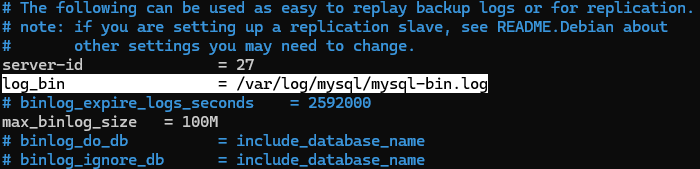 # The following can be used as easy to replay backup logs or for replication.
# note: if you are setting up a replication slave, see README.Debian about
#       other settings you may need to change.
server-id               = 27
log_bin                 = /var/log/mysql/mysql-bin.log
# binlog_expire_logs_seconds    = 2592000
max_binlog_size   = 100M
# binlog_do_db          = include_database_name
# binlog_ignore_db      = include_database_name